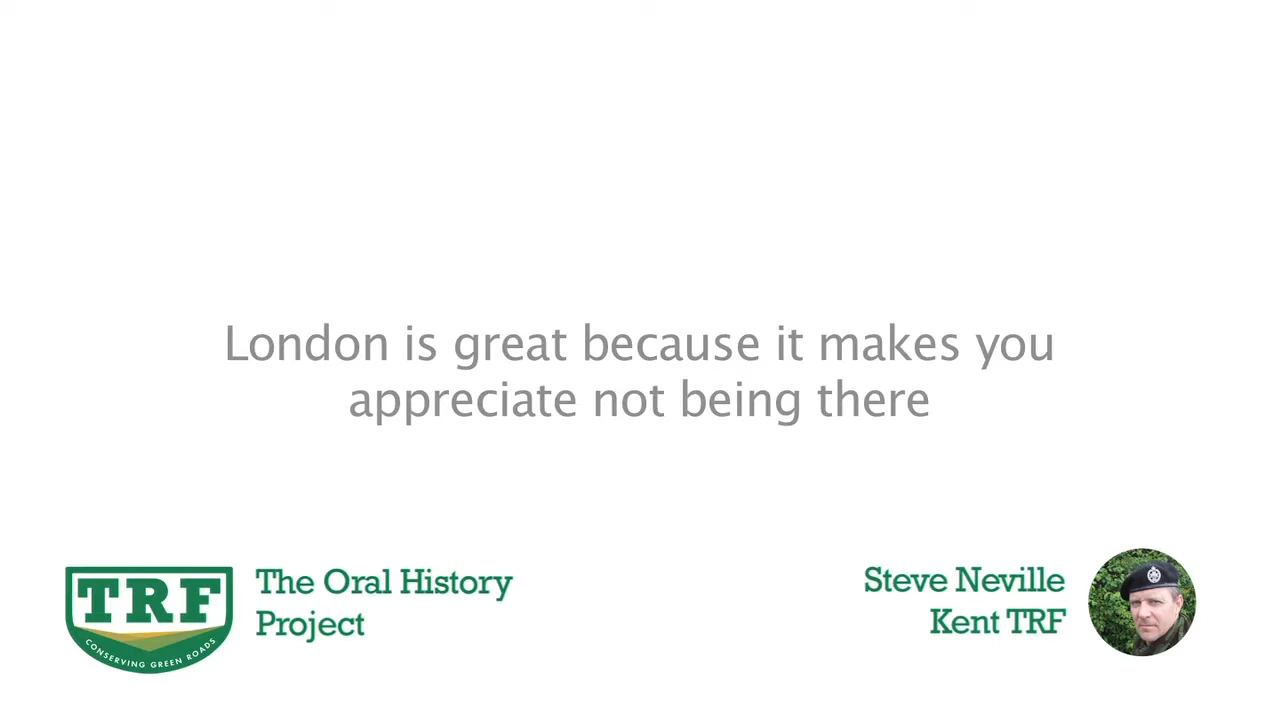 London is great because it makes you
appreciate not being there
TRF
CONSERVING GREEN ROADS
The Oral History
Project
Steve Neville
Kent TRF